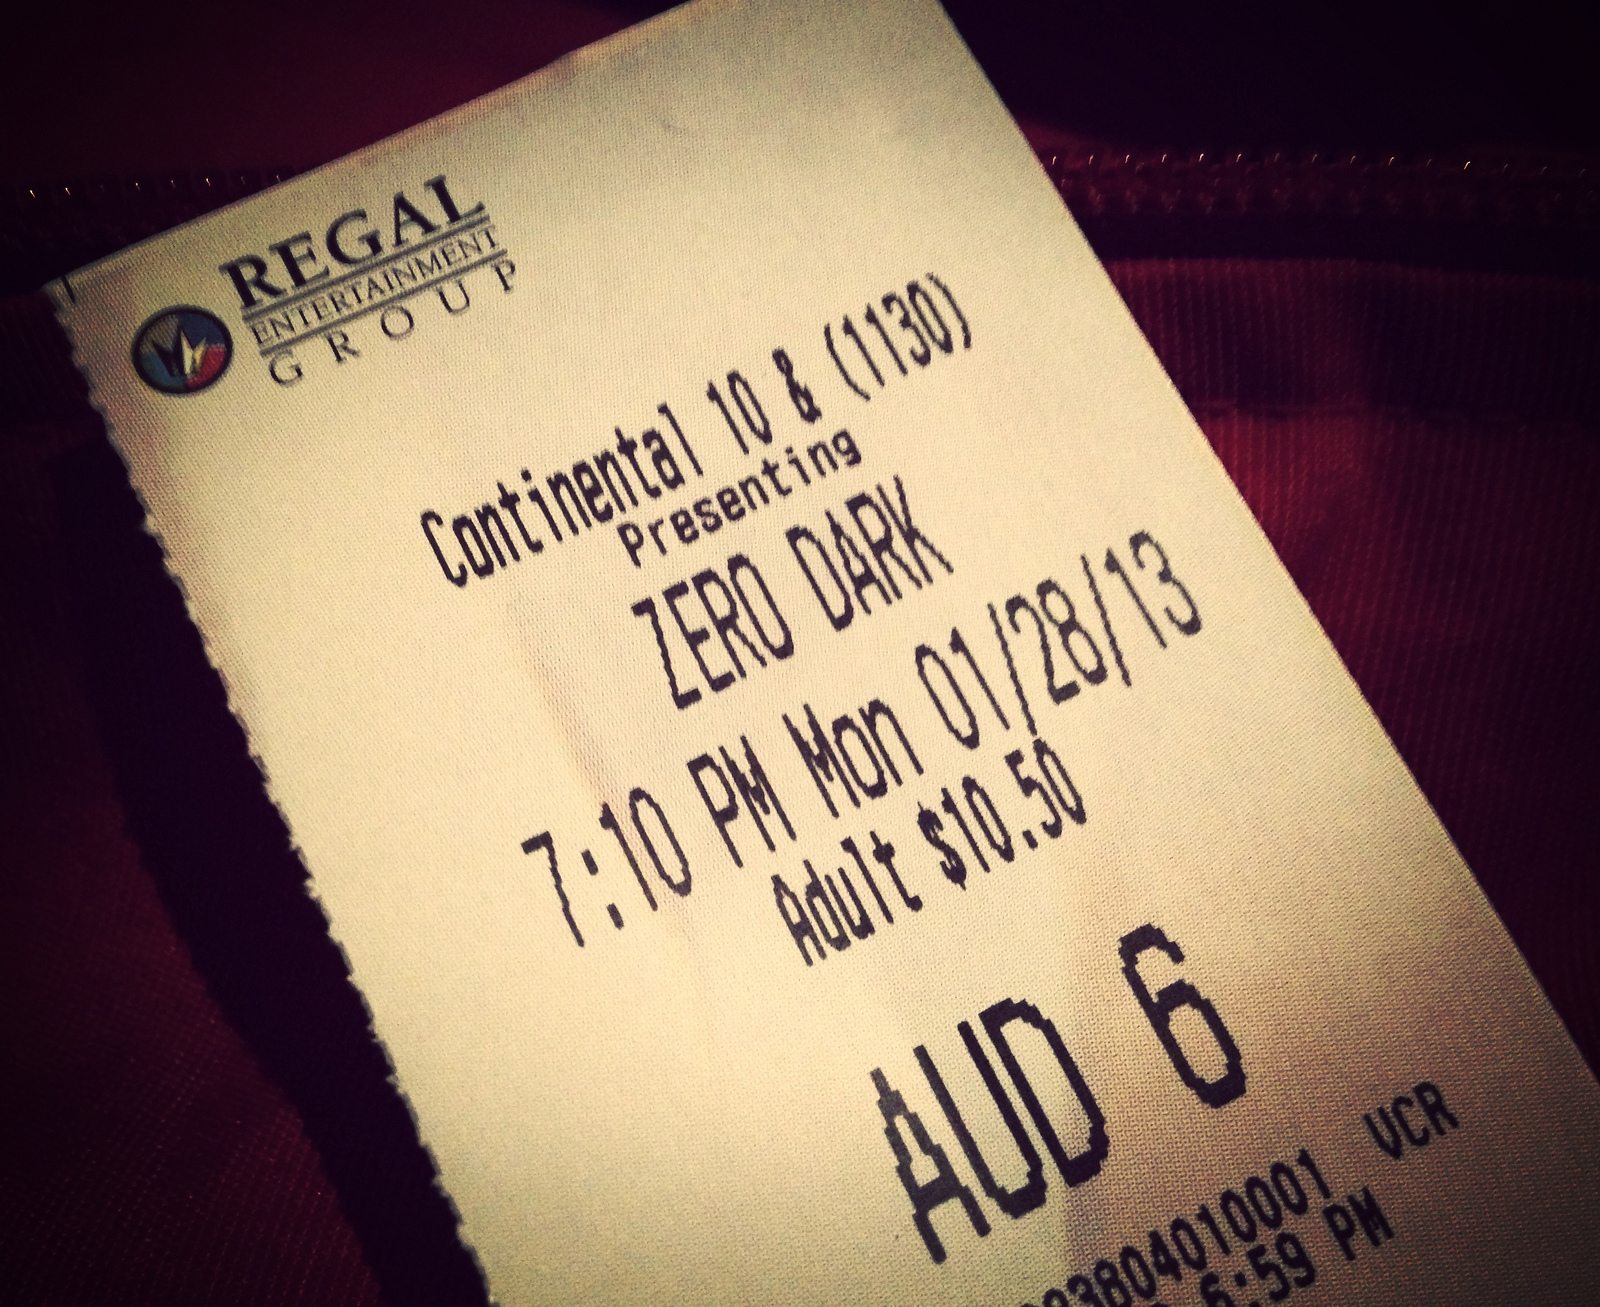 REGAL
ENTERTAINMENT
GROUP
Continental 10 & (1130)
Presenting
ZERO DARK
7:10 PM Mon 01/28/13
Adult $10.50
AUD 6
804010001 VCR
6:59 PM